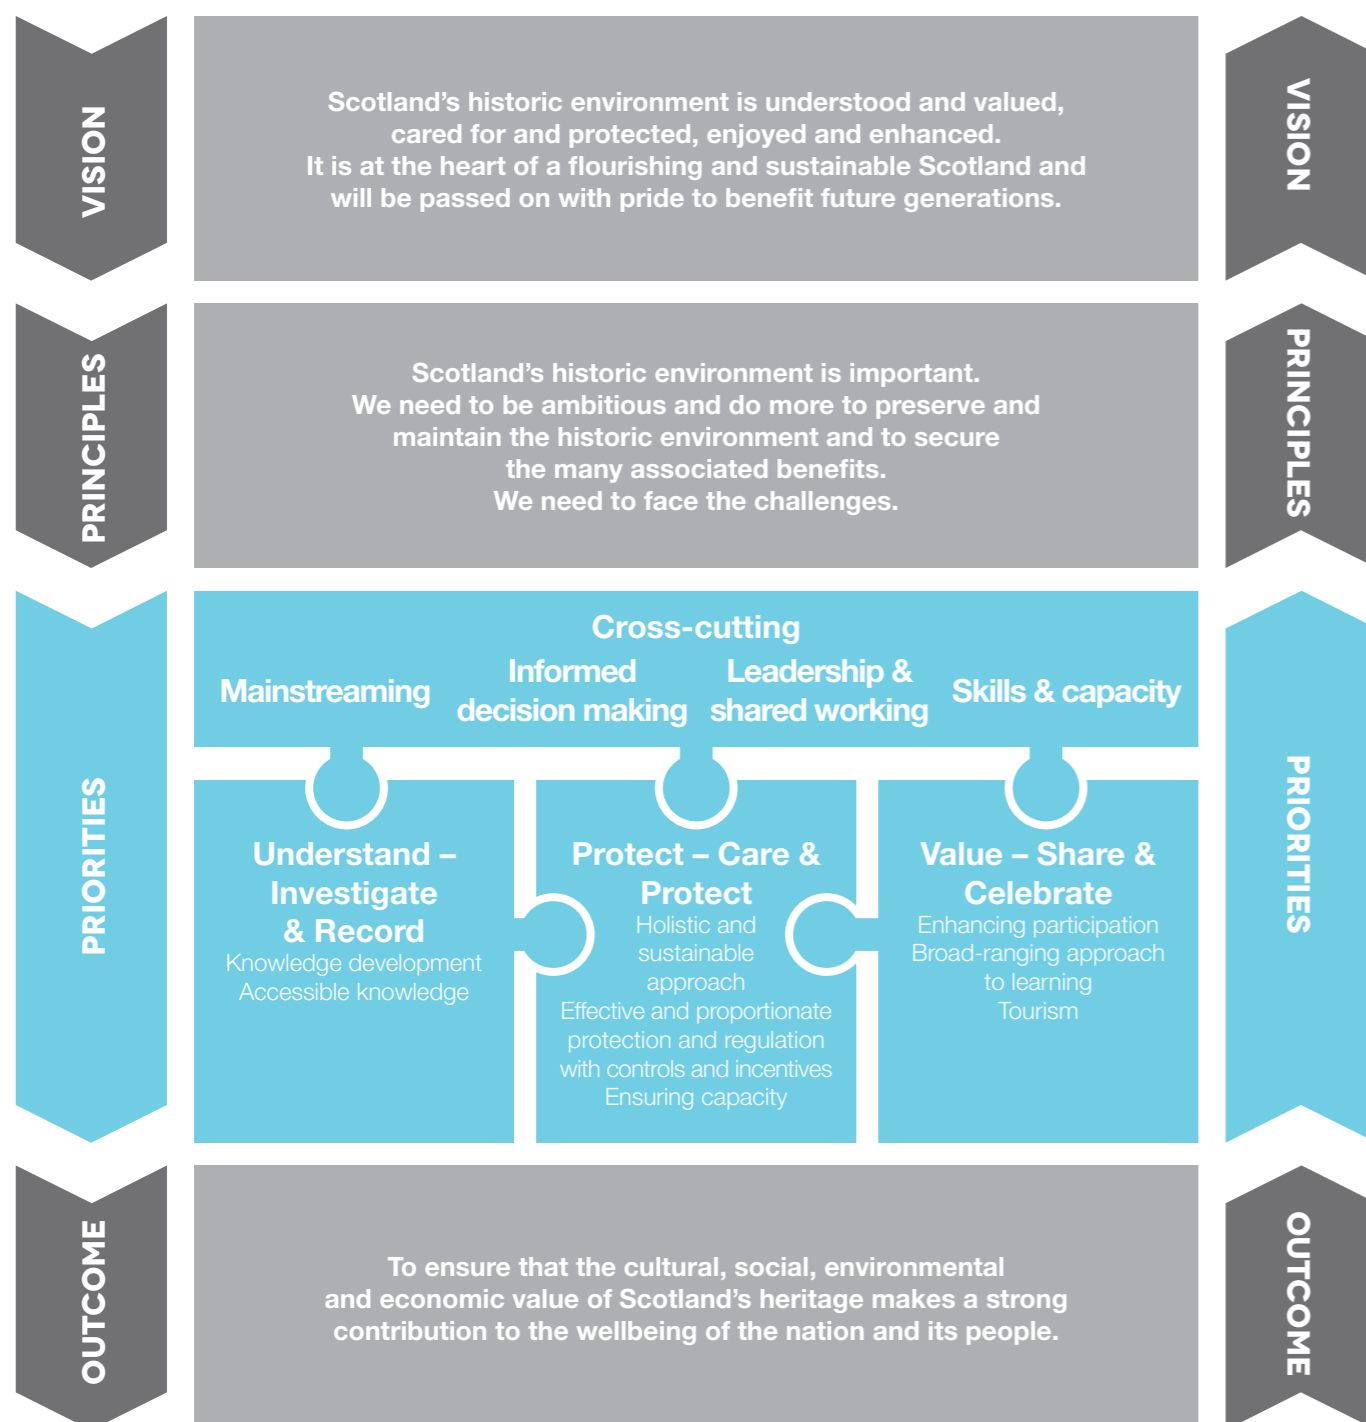 VISION
Scotland’s historic environment is understood and valued,
cared for and protected, enjoyed and enhanced.
It is at the heart of a flourishing and sustainable Scotland and
will be passed on with pride to benefit future generations.
VISION
PRINCIPLES
Scotland’s historic environment is important.
We need to be ambitious and do more to preserve and
maintain the historic environment and to secure
the many associated benefits.
We need to face the challenges.
PRINCIPLES
PRIORITIES
Cross-cutting
Mainstreaming
Informed
decision making
Leadership &
shared working
Skills & capacity
Understand –
Investigate
& Record
Knowledge development
Accessible knowledge
Protect – Care &
Protect
Holistic and
sustainable
approach
Effective and proportionate
protection and regulation
with controls and incentives
Ensuring capacity
Value – Share &
Celebrate
Enhancing participation
Broad-ranging approach
to learning
Tourism
PRIORITIES
OUTCOME
To ensure that the cultural, social, environmental
and economic value of Scotland’s heritage makes a strong
contribution to the wellbeing of the nation and its people.
OUTCOME